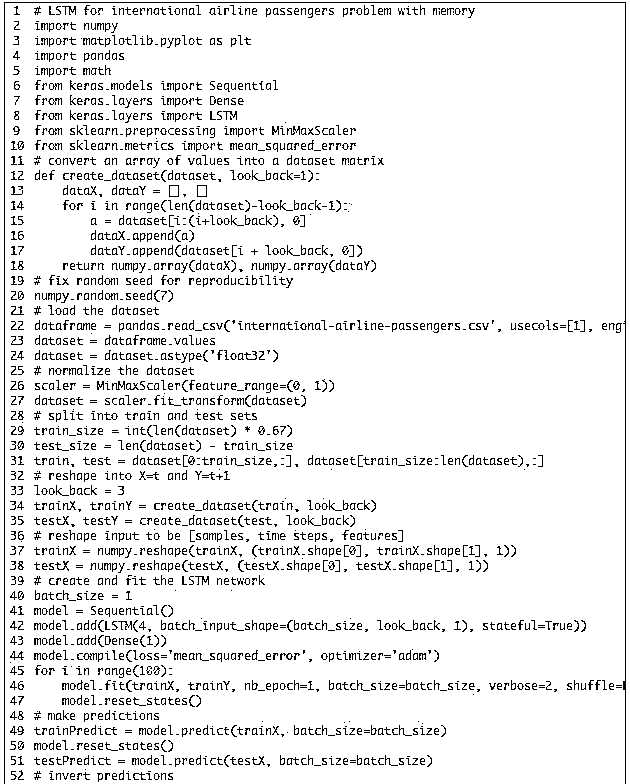 1 # LSTM for international airline passengers problem with memory
2 import numpy
3 import matplotlib.pyplot as plt
4 import pandas
5 import math
6 from keras.models import Sequential
7 from keras.layers import Dense
8 from keras.layers import LSTM
9 from sklearn.preprocessing import MinMaxScaler
10 from sklearn.metrics import mean_squared_error
11 # convert an array of values into a dataset matrix
12 def create_dataset(dataset, look_back=1):
13     dataX, dataY = [], []
14     for i in range(len(dataset)-look_back-1):
15         a = dataset[i:(i+look_back), 0]
16         dataX.append(a)
17         dataY.append(dataset[i + look_back, 0])
18     return numpy.array(dataX), numpy.array(dataY)
19 # fix random seed for reproducibility
20 numpy.random.seed(7)
21 # load the dataset
22 dataframe = pandas.read_csv('international-airline-passengers.csv', usecols=[1], engi
23 dataset = dataframe.values
24 dataset = dataset.astype('float32')
25 # normalize the dataset
26 scaler = MinMaxScaler(feature_range=(0, 1))
27 dataset = scaler.fit_transform(dataset)
28 # split into train and test sets
29 train_size = int(len(dataset) * 0.67)
30 test_size = len(dataset) - train_size
31 train, test = dataset[0:train_size,:], dataset[train_size:len(dataset),:]
32 # reshape into X=t and Y=t+1
33 look_back = 3
34 trainX, trainY = create_dataset(train, look_back)
35 testX, testY = create_dataset(test, look_back)
36 # reshape input to be [samples, time steps, features]
37 trainX = numpy.reshape(trainX, (trainX.shape[0], trainX.shape[1], 1))
38 testX = numpy.reshape(testX, (testX.shape[0], testX.shape[1], 1))
39 # create and fit the LSTM network
40 batch_size = 1
41 model = Sequential()
42 model.add(LSTM(4, batch_input_shape=(batch_size, look_back, 1), stateful=True))
43 model.add(Dense(1))
44 model.compile(loss='mean_squared_error', optimizer='adam')
45 for i in range(100):
46     model.fit(trainX, trainY, nb_epoch=1, batch_size=batch_size, verbose=2, shuffle=
47     model.reset_states()
48 # make predictions
49 trainPredict = model.predict(trainX, batch_size=batch_size)
50 model.reset_states()
51 testPredict = model.predict(testX, batch_size=batch_size)
52 # invert predictions